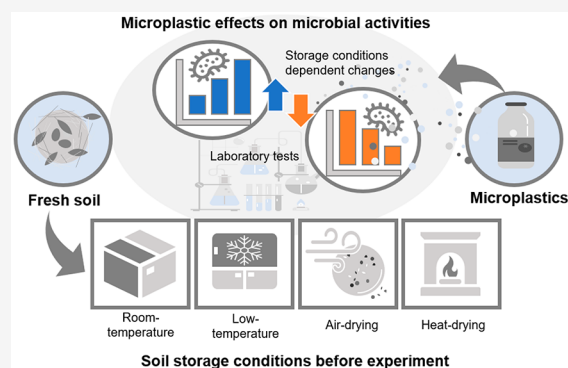 Microplastic effects on microbial activities
Storage conditions
dependent changes
Laboratory tests
Fresh soil
Microplastics
Room-
temperature
Low-
temperature
Air-drying
Heat-drying
Soil storage conditions before experiment